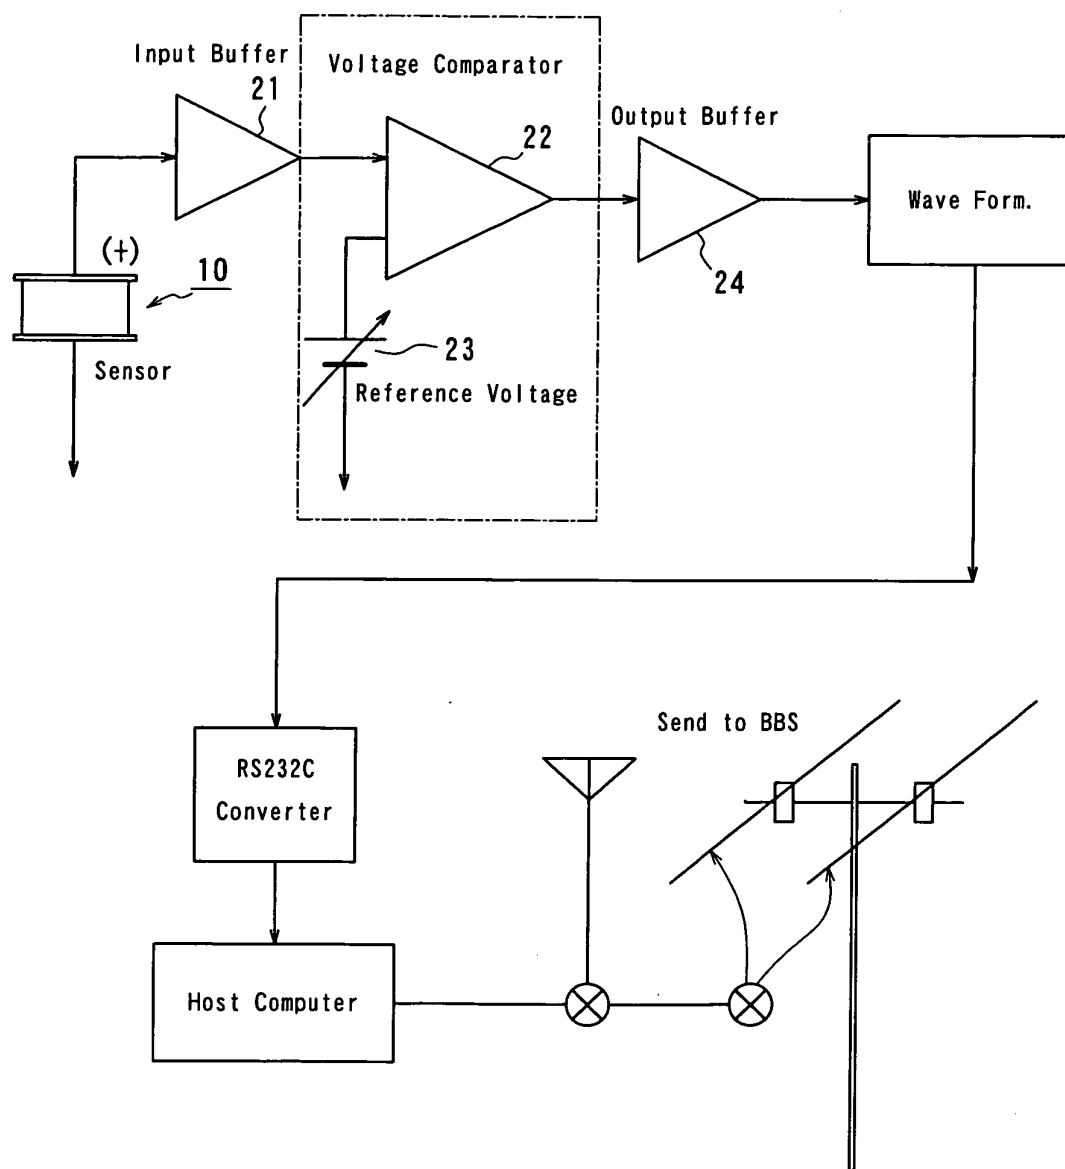 Input Buffer
21
Voltage Comparator
22
Output Buffer
24
Wave Form.
(+)
10
Sensor
23
Reference Voltage
RS232C
Converter
Host Computer
Send to BBS